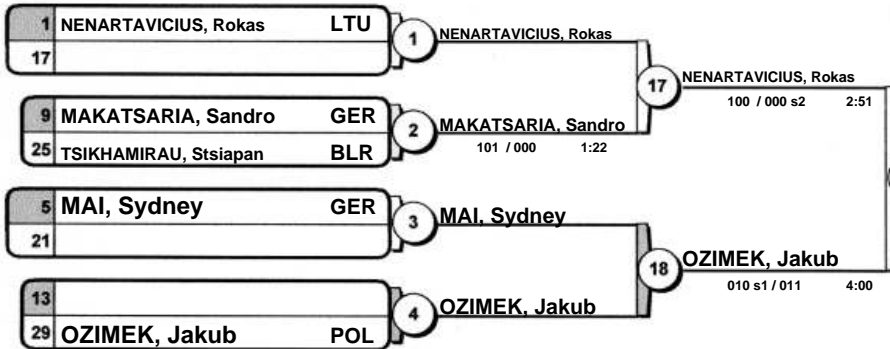 1 NENARTAVICIUS, Rokas LTU
17
1
NENARTAVICIUS, Rokas
9 MAKATSARIA, Sandro GER
25 TSIKHAMIRAU, Stsiapan BLR
2
MAKATSARIA, Sandro
101 / 000 1:22
17
NENARTAVICIUS, Rokas
100 / 000 s2 2:51
5 MAI, Sydney GER
21
3
MAI, Sydney
13
29 OZIMEK, Jakub POL
4
OZIMEK, Jakub
18
OZIMEK, Jakub
010 s1 / 011 4:00